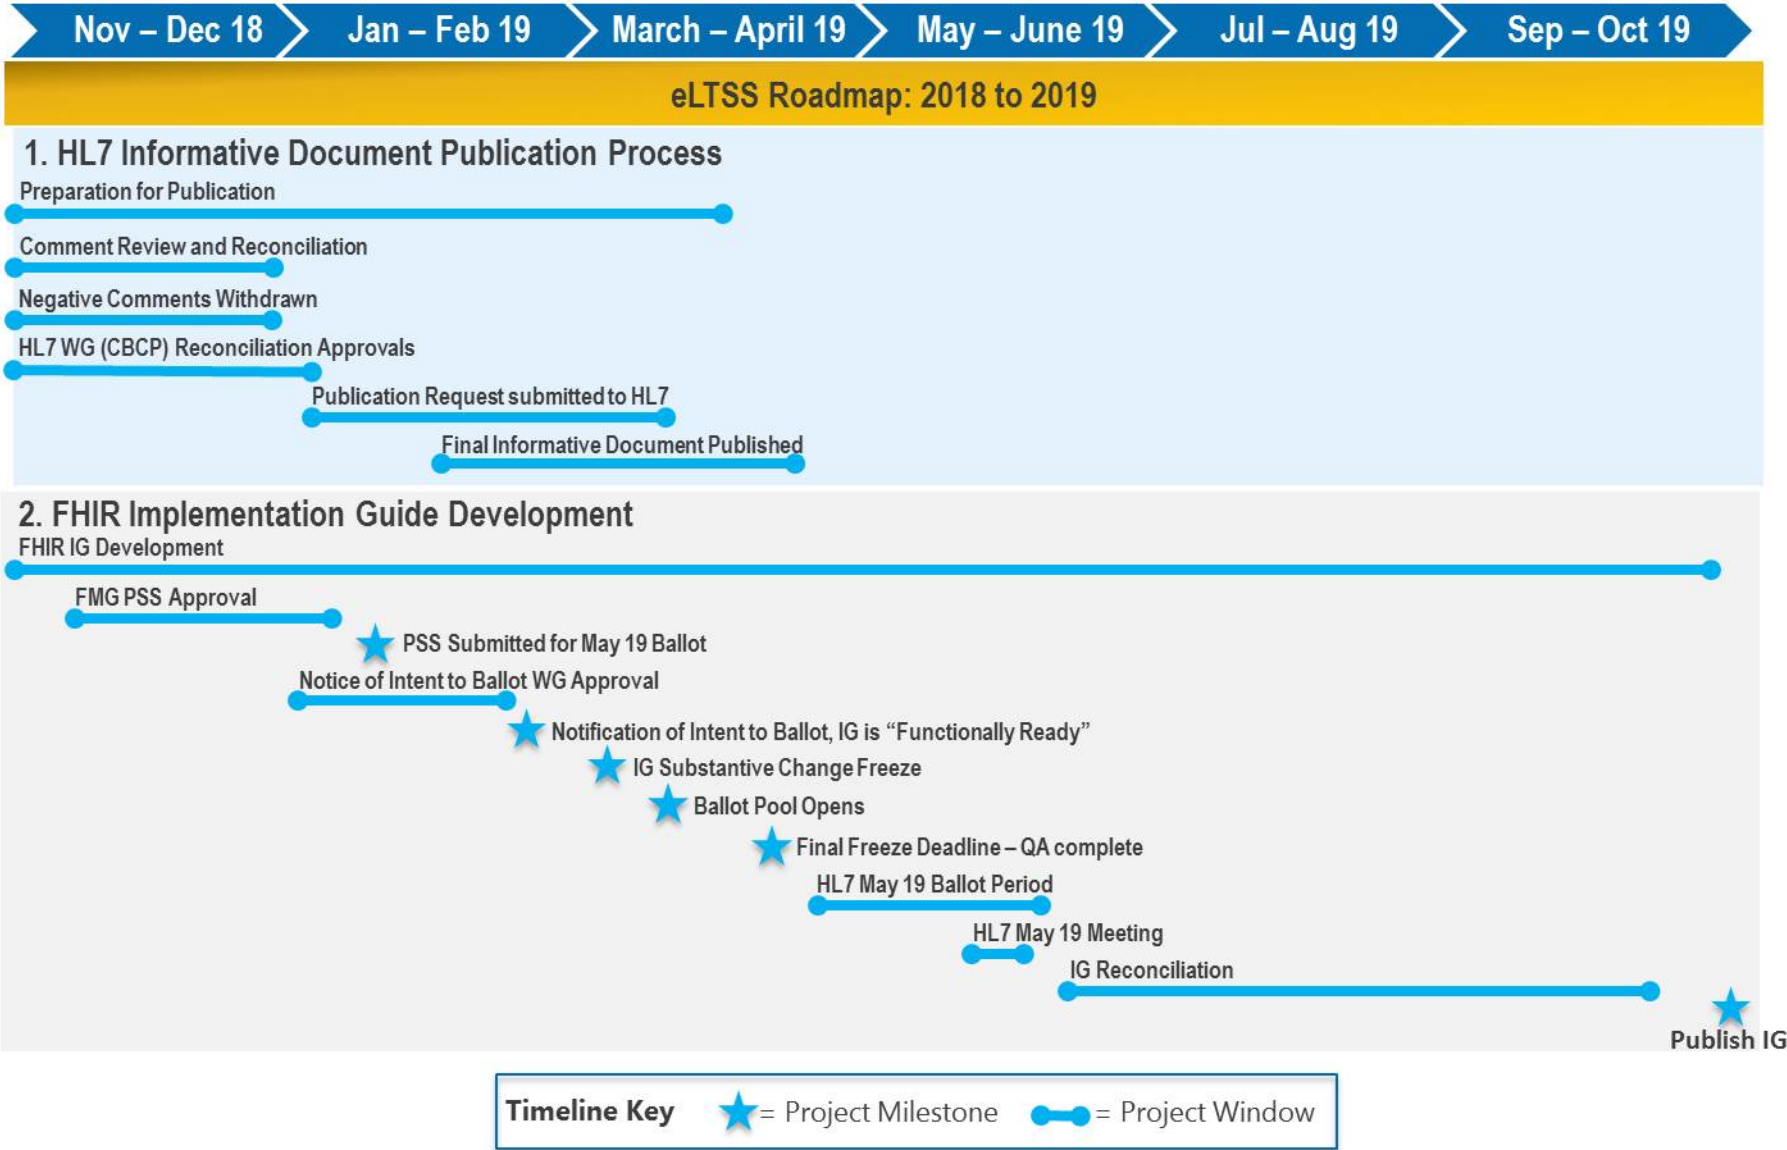 Nov – Dec 18
Jan – Feb 19
March – April 19
May – June 19
Jul – Aug 19
Sep – Oct 19
eLTSS Roadmap: 2018 to 2019
1. HL7 Informative Document Publication Process
Preparation for Publication
Comment Review and Reconciliation
Negative Comments Withdrawn
HL7 WG (CBCP) Reconciliation Approvals
Publication Request submitted to HL7
Final Informative Document Published
2. FHIR Implementation Guide Development
FHIR IG Development
FMG PSS Approval
PSS Submitted for May 19 Ballot
Notice of Intent to Ballot WG Approval
Notification of Intent to Ballot, IG is “Functionally Ready”
IG Substantive Change Freeze
Ballot Pool Opens
Final Freeze Deadline – QA complete
HL7 May 19 Ballot Period
HL7 May 19 Meeting
IG Reconciliation
Publish IG
Timeline Key
= Project Milestone
= Project Window